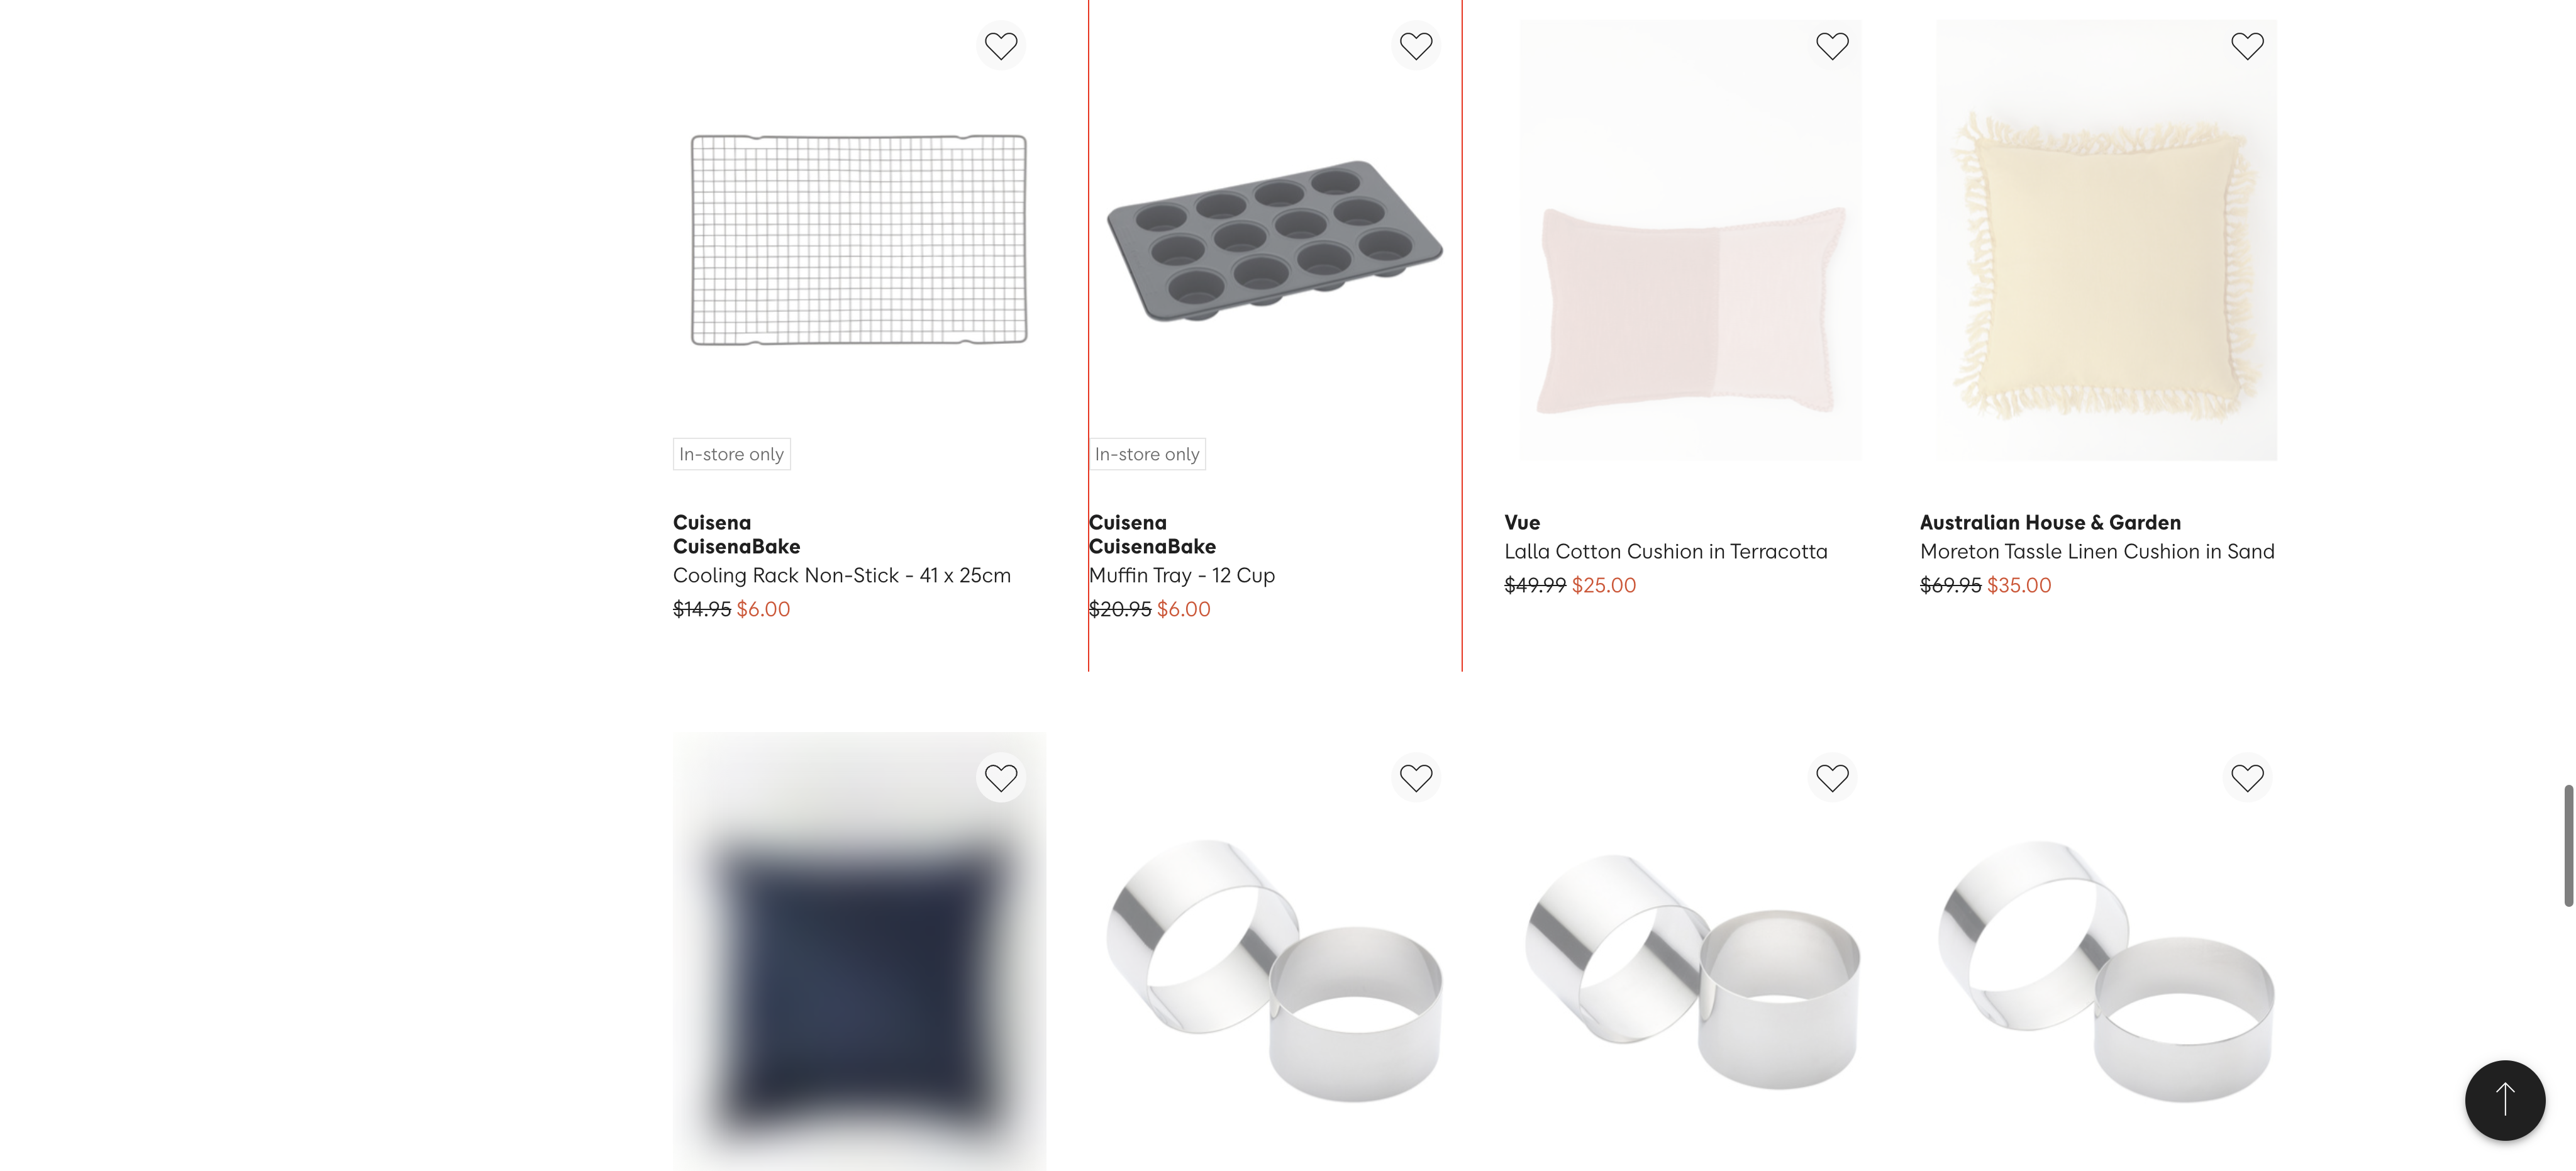 In-store only
Cuisena
CuisenaBake
Cooling Rack Non-Stick - 41 x 25cm
$14.95 $6.00
In-store only
Cuisena
CuisenaBake
Muffin Tray - 12 Cup
$20.95 $6.00
Vue
Lalla Cotton Cushion in Terracotta
$49.99 $25.00
Australian House & Garden
Moreton Tassle Linen Cushion in Sand
$69.95 $35.00